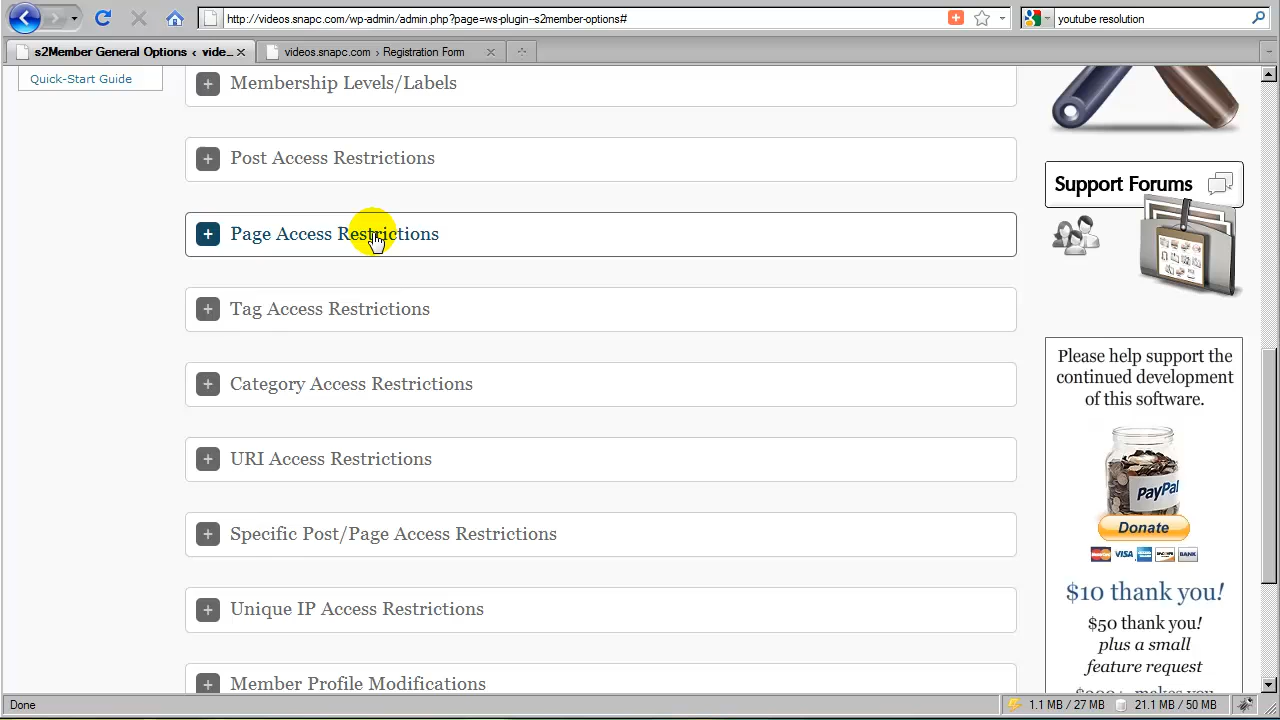 http://videos.snapc.com/wp-admin/admin.php?page=ws-plugin--s2member-options#
youtube resolution
s2Member General Options ‹ vide...
videos.snapc.com › Registration Form
Quick-Start Guide
Membership Levels/Labels
Post Access Restrictions
Page Access Restrictions
Tag Access Restrictions
Category Access Restrictions
URI Access Restrictions
Specific Post/Page Access Restrictions
Unique IP Access Restrictions
Member Profile Modifications
Support Forums
Please help support the
continued development
of this software.
PayPal
Donate
VISA
BANK
$10 thank you!
$50 thank you!
plus a small
feature request
Done
1.1 MB / 27 MB
21.1 MB / 50 MB